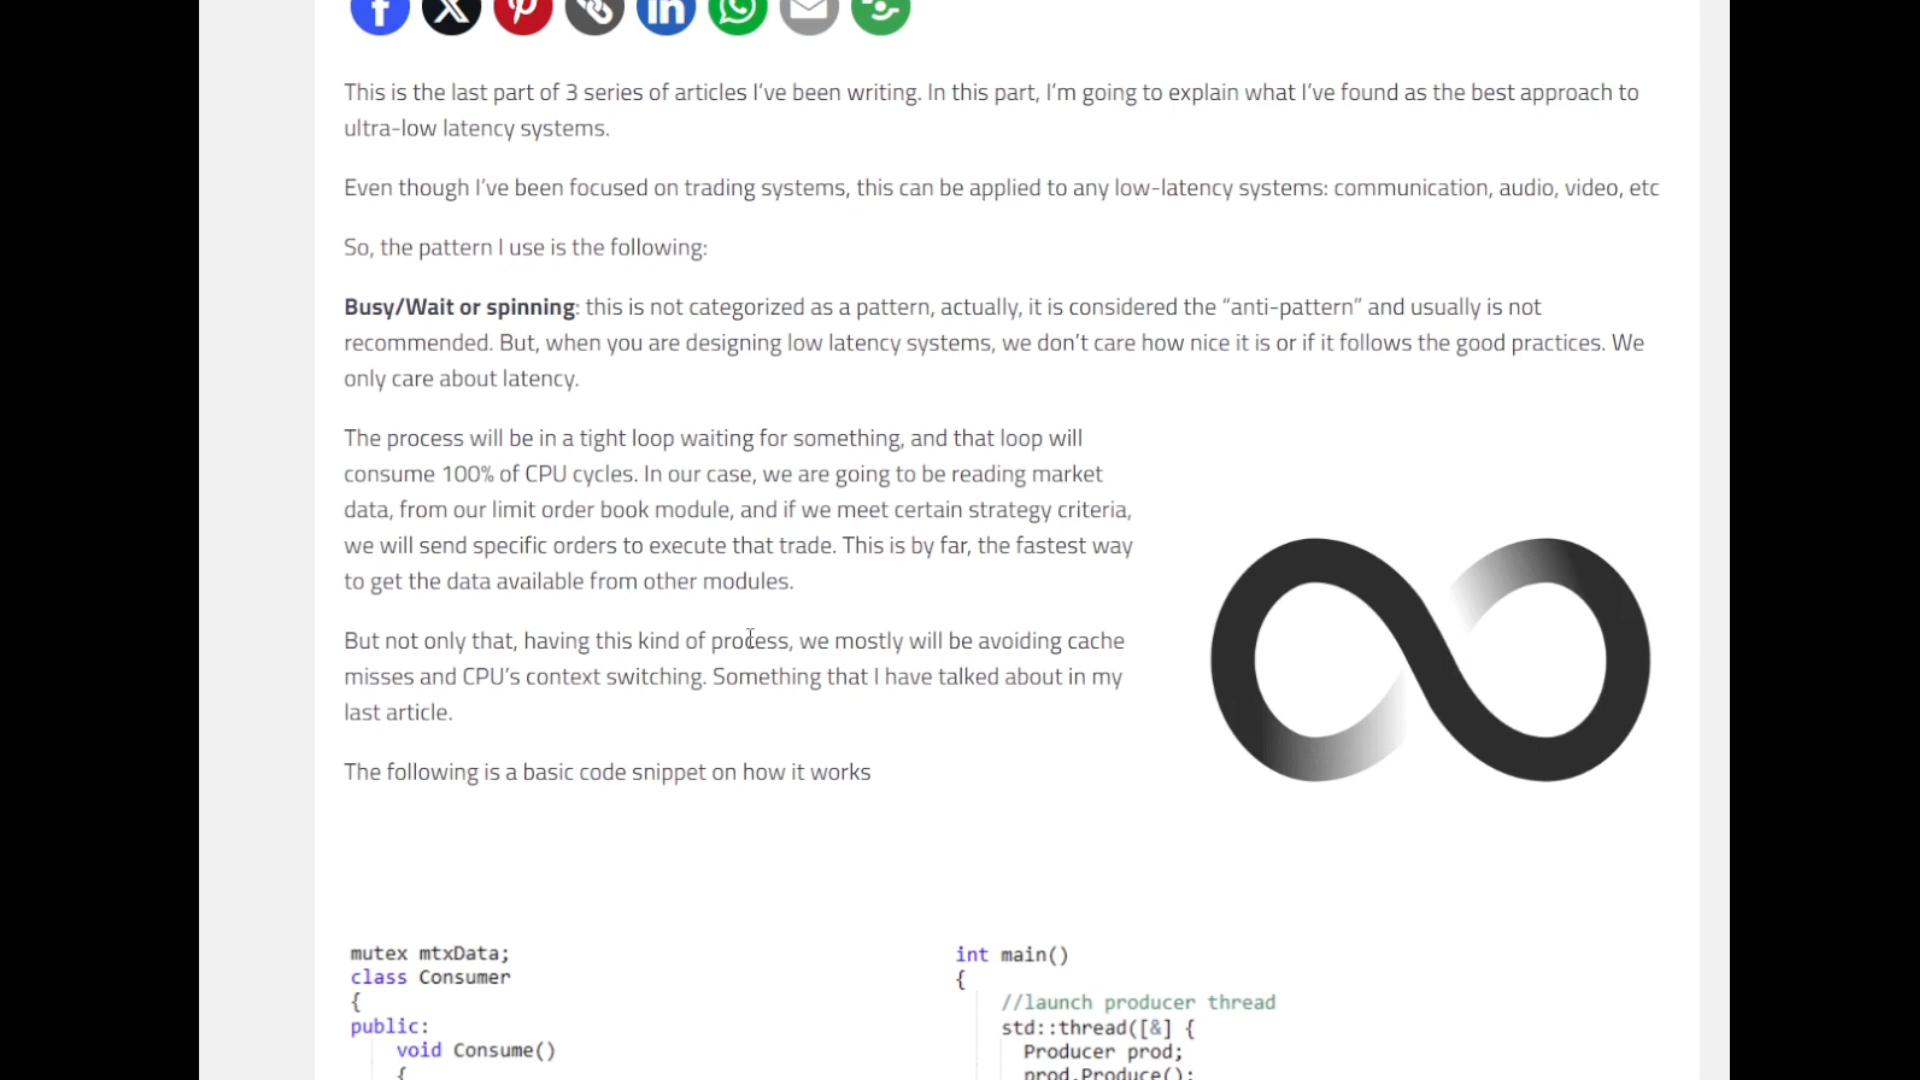 This is the last part of 3 series of articles I've been writing. In this part, I'm going to explain what I've found as the best approach to
ultra-low latency systems.
Even though I've been focused on trading systems, this can be applied to any low-latency systems: communication, audio, video, etc
So, the pattern I use is the following:
Busy/Wait or spinning: this is not categorized as a pattern, actually, it is considered the “anti-pattern” and usually is not
recommended. But, when you are designing low latency systems, we don't care how nice it is or if it follows the good practices. We
only care about latency.
The process will be in a tight loop waiting for something, and that loop will
consume 100% of CPU cycles. In our case, we are going to be reading market
data, from our limit order book module, and if we meet certain strategy criteria,
we will send specific orders to execute that trade. This is by far, the fastest way
to get the data available from other modules.
But not only that, having this kind of process, we mostly will be avoiding cache
misses and CPU's context switching. Something that I have talked about in my
last article.
The following is a basic code snippet on how it works
mutex mtxData;
class Consumer
{
public:
void Consume()
{
int main()
{
//launch producer thread
std::thread([&] {
Producer prod;
prod.Produce();